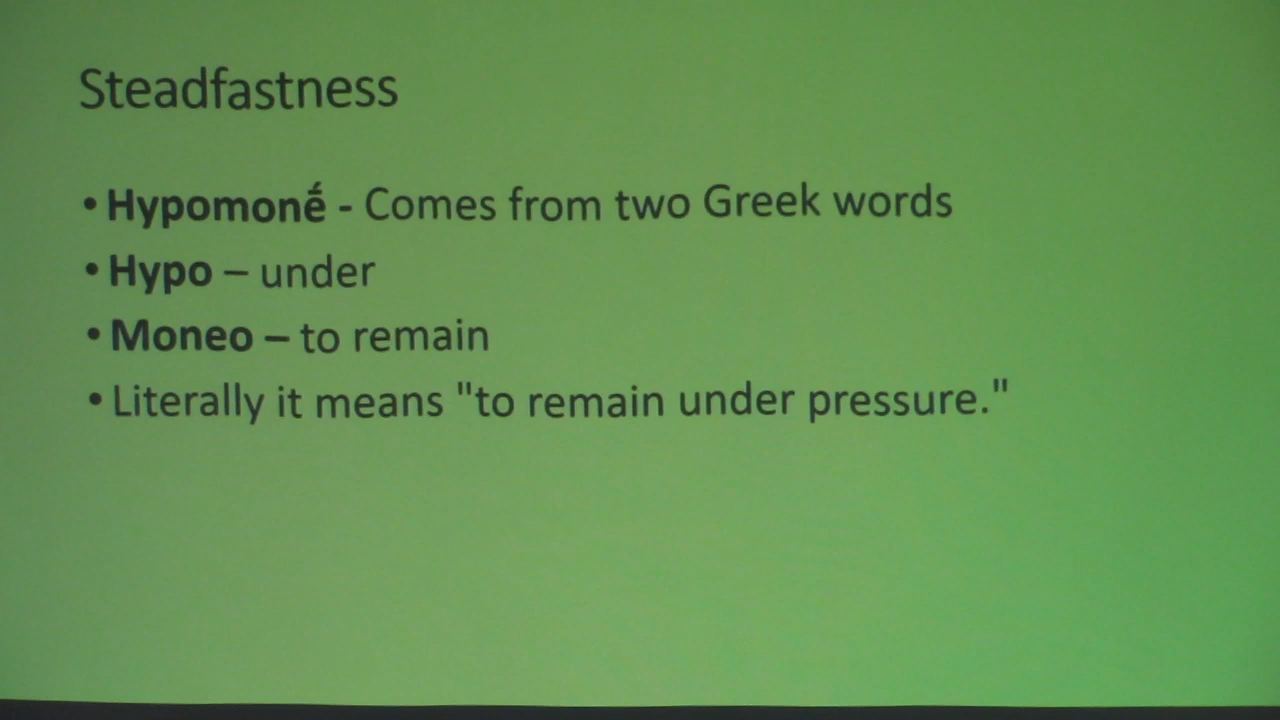 Steadfastness
• Hypomonḗ - Comes from two Greek words
• Hypo – under
• Moneo – to remain
• Literally it means "to remain under pressure."